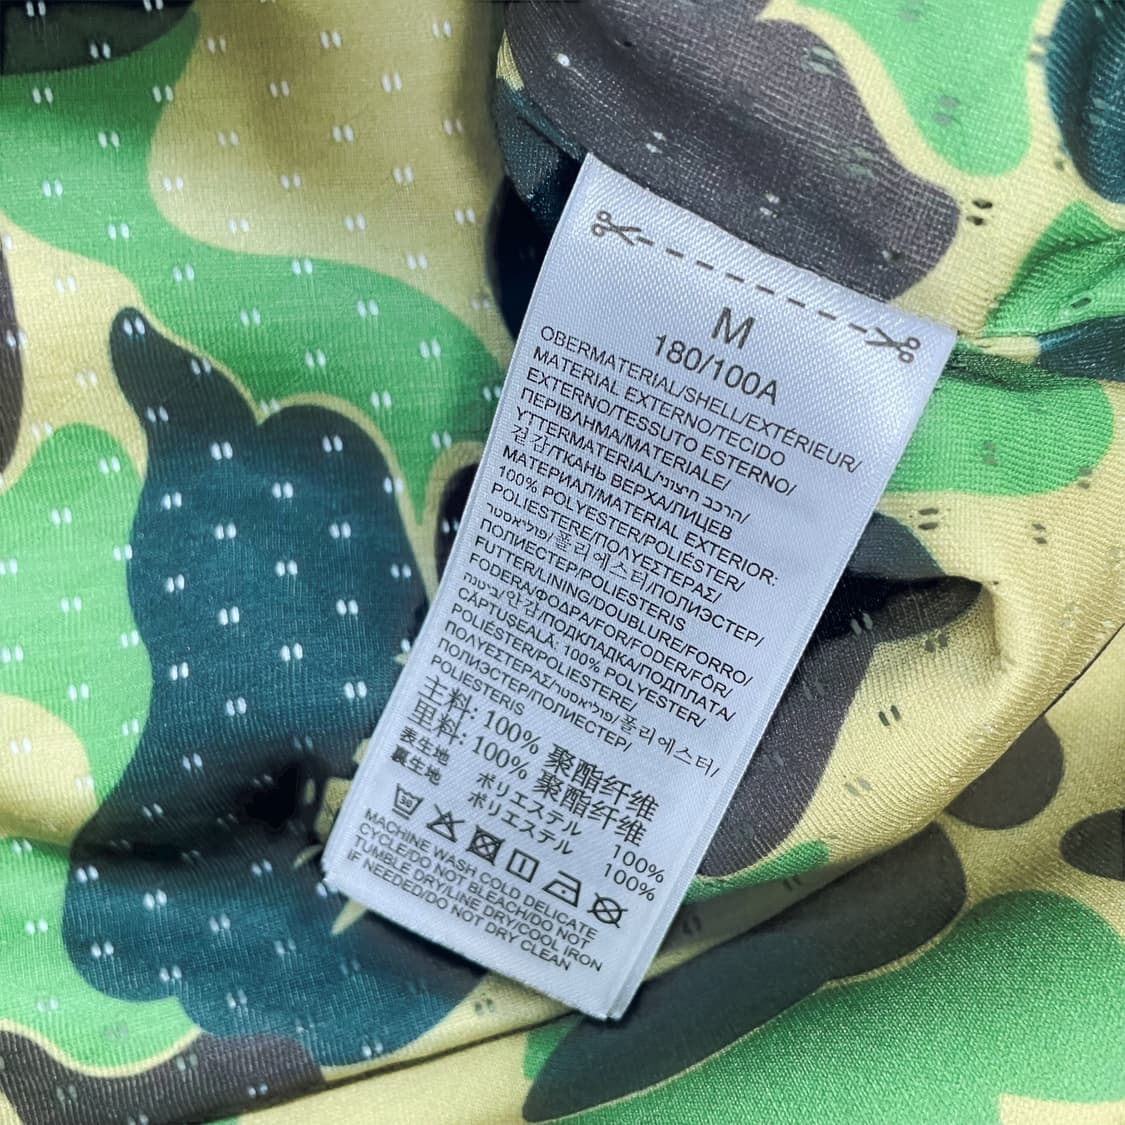 M
180/100A
OBERMATERIAL/SHELL/EXTÉRIEUR/
MATERIAL EXTERNO/TECIDO
EXTERNO/TESSUTO ESTERNO/
ΠΕΡΙΒΛΗΜΑ/MATERIALE/
YTTERMATERIAL/הרכב חיצוני/
겉감/ТКАНЬ ВЕРХА/ЛИЦЕВ
МАТЕРИАЛ/MATERIAL EXTERIOR:
100% POLYESTER/POLIÉSTER/
POLIESTERE/ΠΟΛΥΕΣΤΕΡΑΣ/
פוליאסטר/폴리에스터/ПОЛИЭСТЕР/
ПОЛИЕСТЕР/POLIESTERIS
FUTTER/LINING/DOUBLURE/FORRO/
FODERA/ΦΟΔΡΑ/FOR/FODER/FÔR/
בטנה/안감/ПОДКЛАДКА/ПОДПЛАТА/
CĂPTUȘEALĂ: 100% POLYESTER/
POLIÉSTER/POLIESTERE/
ΠΟΛΥΕΣΤΕΡΑΣ/פוליאסטר/폴리에스터/
ПОЛИЭСТЕР/ПОЛИЕСТЕР/
POLIESTERIS
主料: 100% 聚酯纤维
里料: 100% 聚酯纤维
表生地 ポリエステル 100%
裏生地 ポリエステル 100%
30
MACHINE WASH COLD DELICATE
CYCLE/DO NOT BLEACH/DO NOT
TUMBLE DRY/LINE DRY/COOL IRON
IF NEEDED/DO NOT DRY CLEAN